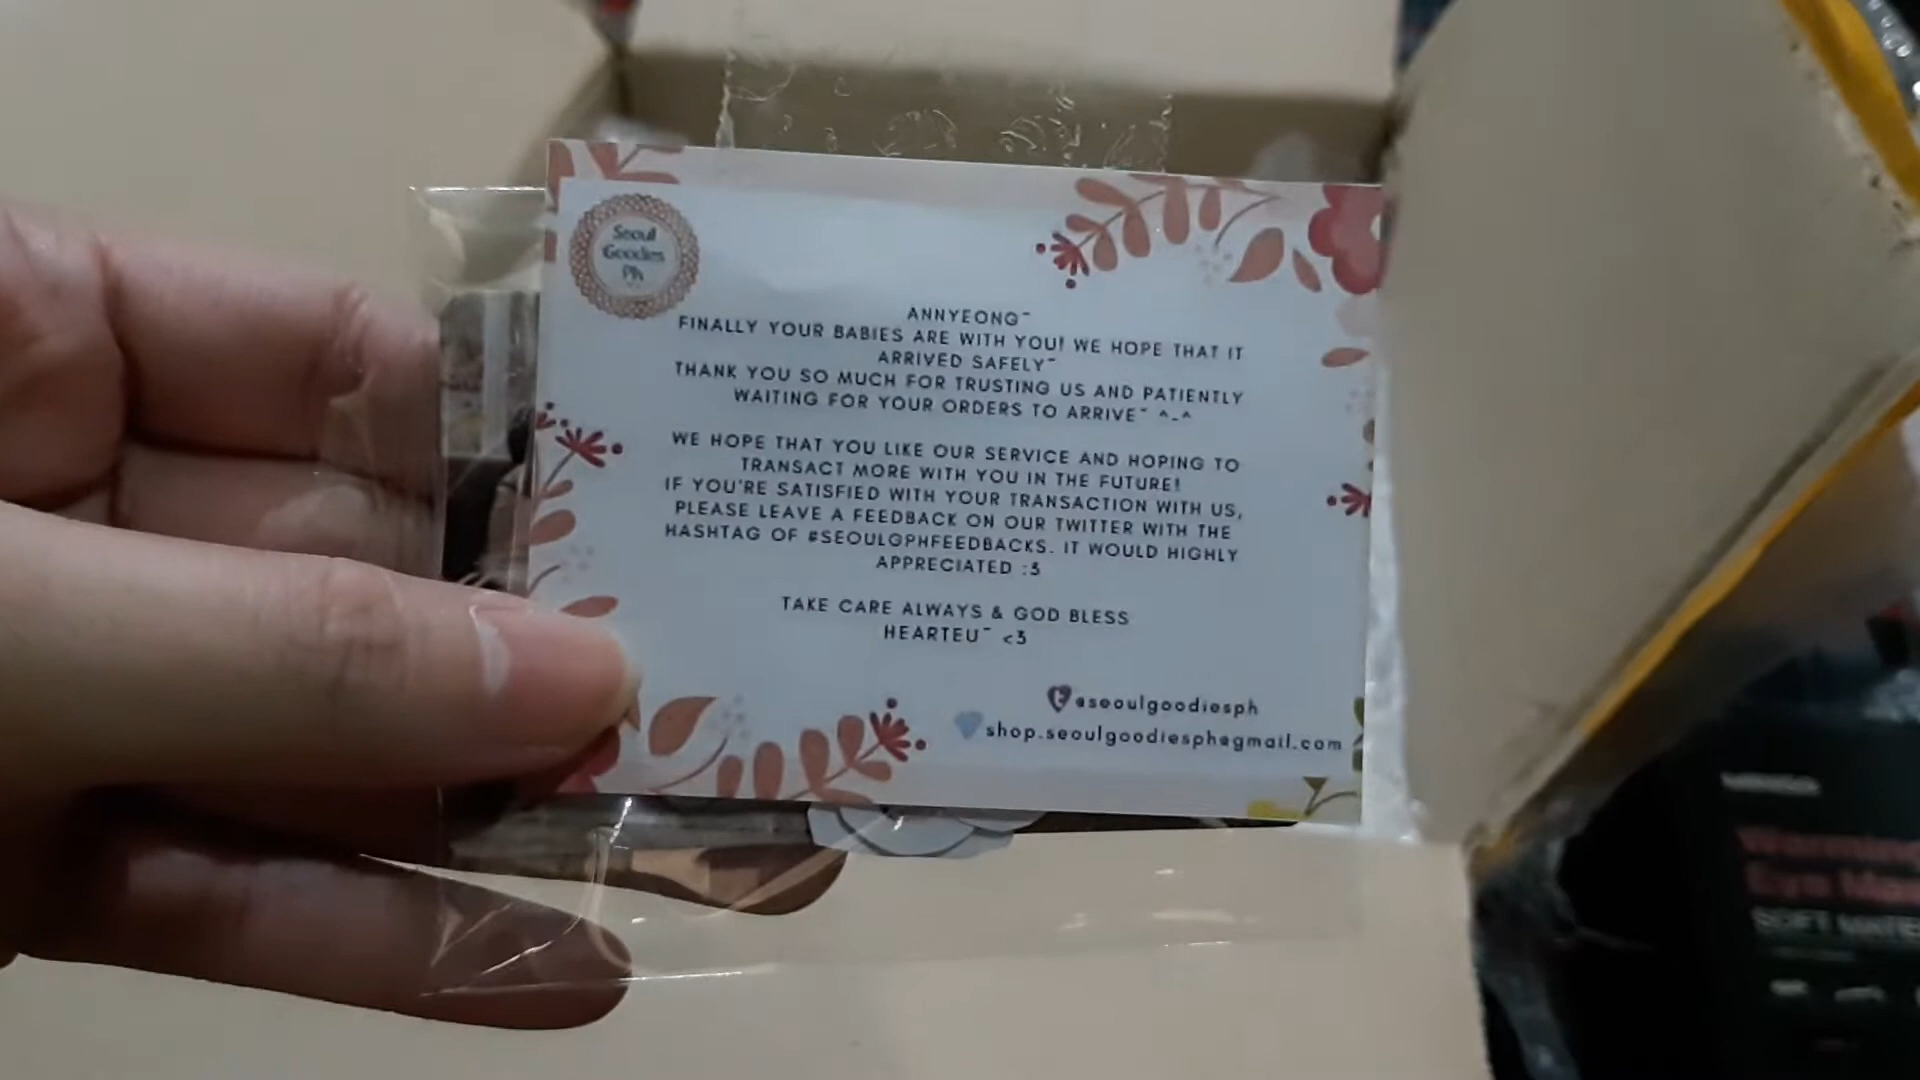 Seoul
Goodies
Ph
ANNYEONG~
FINALLY YOUR BABIES ARE WITH YOU! WE HOPE THAT IT
ARRIVED SAFELY~
THANK YOU SO MUCH FOR TRUSTING US AND PATIENTLY
WAITING FOR YOUR ORDERS TO ARRIVE~ ^_^
WE HOPE THAT YOU LIKE OUR SERVICE AND HOPING TO
TRANSACT MORE WITH YOU IN THE FUTURE!
IF YOU'RE SATISFIED WITH YOUR TRANSACTION WITH US,
PLEASE LEAVE A FEEDBACK ON OUR TWITTER WITH THE
HASHTAG OF #SEOULGPHFEEDBACKS. IT WOULD HIGHLY
APPRECIATED :3
TAKE CARE ALWAYS & GOD BLESS
HEARTEU~ <3
@seoulgoodiesph
shop.seoulgoodiesph@gmail.com
Warming
Eye
SOFT